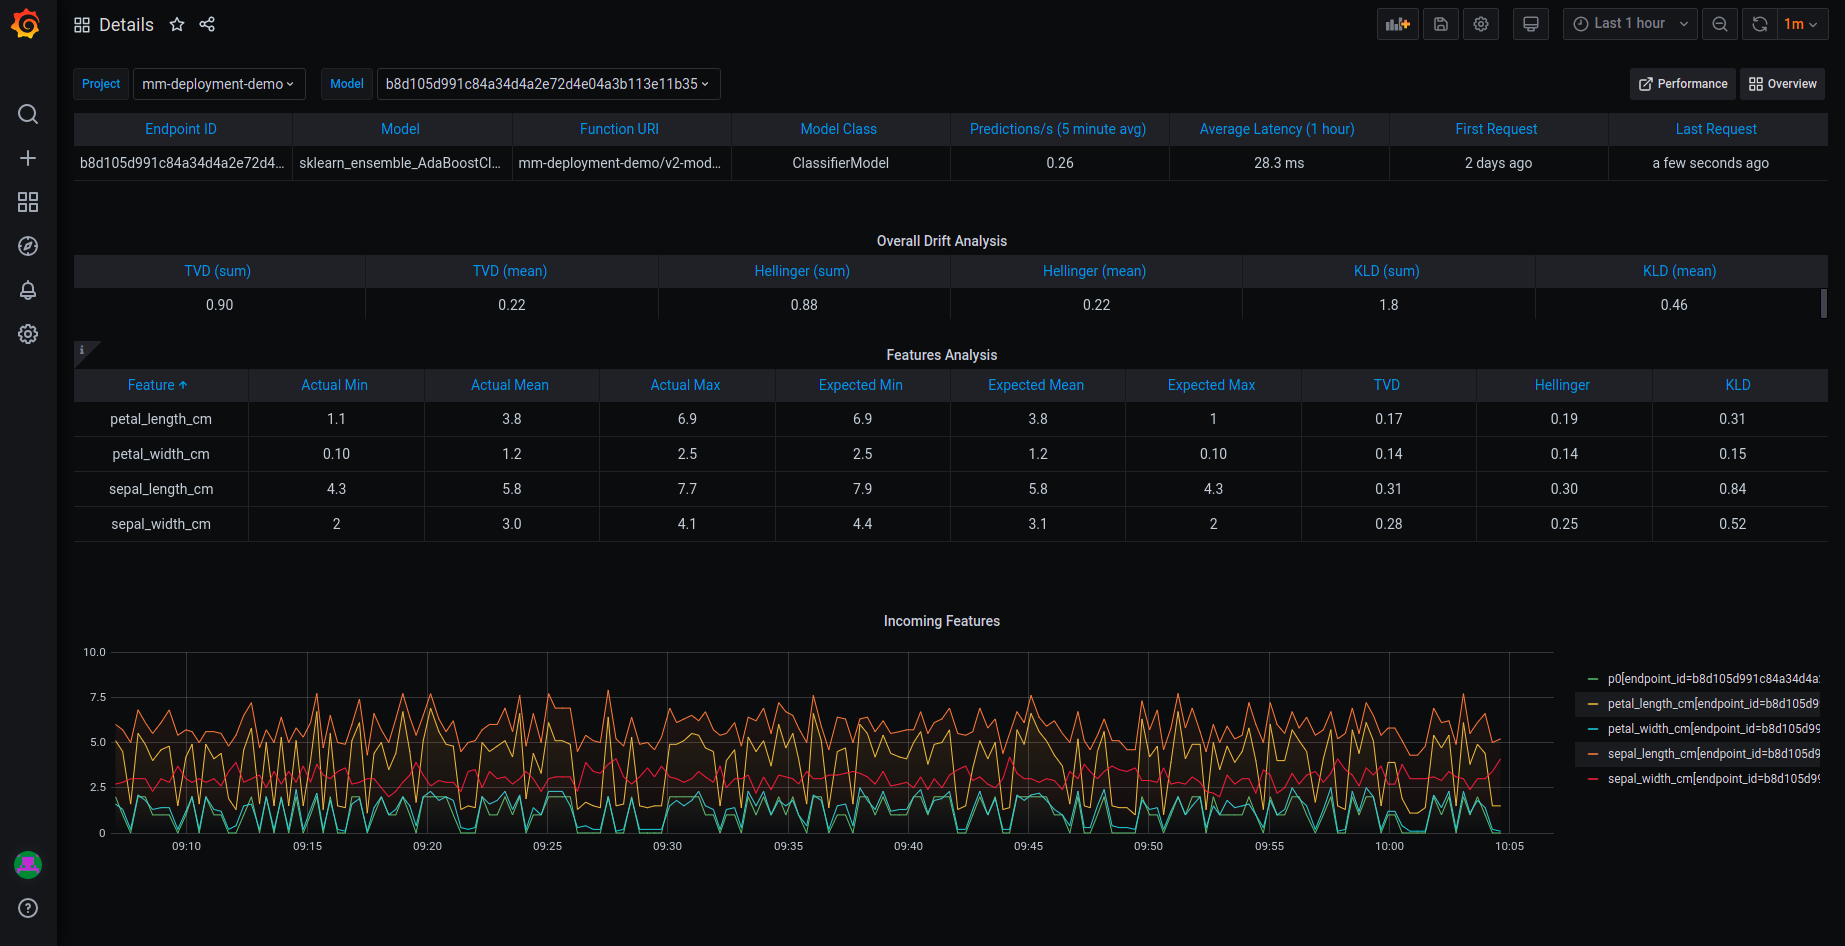 Details
Last 1 hour
1m
Project
mm-deployment-demo
Model
b8d105d991c84a34d4a2e72d4e04a3b113e11b35
Performance
Overview
Endpoint ID Model Function URI Model Class Predictions/s (5 minute avg) Average Latency (1 hour) First Request Last Request
b8d105d991c84a34d4a2e72d4... sklearn_ensemble_AdaBoostCl... mm-deployment-demo/v2-mod... ClassifierModel 0.26 28.3 ms 2 days ago a few seconds ago
Overall Drift Analysis
TVD (sum) TVD (mean) Hellinger (sum) Hellinger (mean) KLD (sum) KLD (mean)
0.90 0.22 0.88 0.22 1.8 0.46
i
Features Analysis
Feature Actual Min Actual Mean Actual Max Expected Min Expected Mean Expected Max TVD Hellinger KLD
petal_length_cm 1.1 3.8 6.9 6.9 3.8 1 0.17 0.19 0.31
petal_width_cm 0.10 1.2 2.5 2.5 1.2 0.10 0.14 0.14 0.15
sepal_length_cm 4.3 5.8 7.7 7.9 5.8 4.3 0.31 0.30 0.84
sepal_width_cm 2 3.0 4.1 4.4 3.1 2 0.28 0.25 0.52
Incoming Features
10.0
7.5
5.0
2.5
0
09:10 09:15 09:20 09:25 09:30 09:35 09:40 09:45 09:50 09:55 10:00 10:05
p0[endpoint_id=b8d105d991c84a34d4a
petal_length_cm[endpoint_id=b8d105d9
petal_width_cm[endpoint_id=b8d105d99
sepal_length_cm[endpoint_id=b8d105d9
sepal_width_cm[endpoint_id=b8d105d99